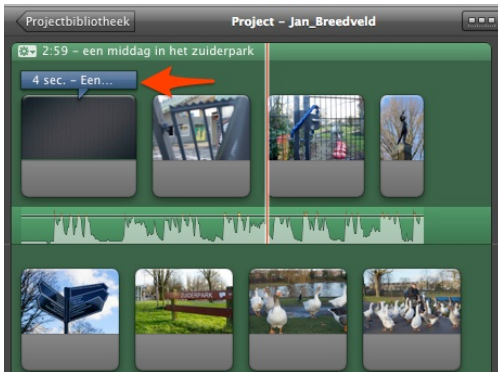 Projectbibliotheek
Project - Jan_Breedveld
2:59 - een middag in het zuiderpark
4 sec. - Een...
ZUIDERPARK